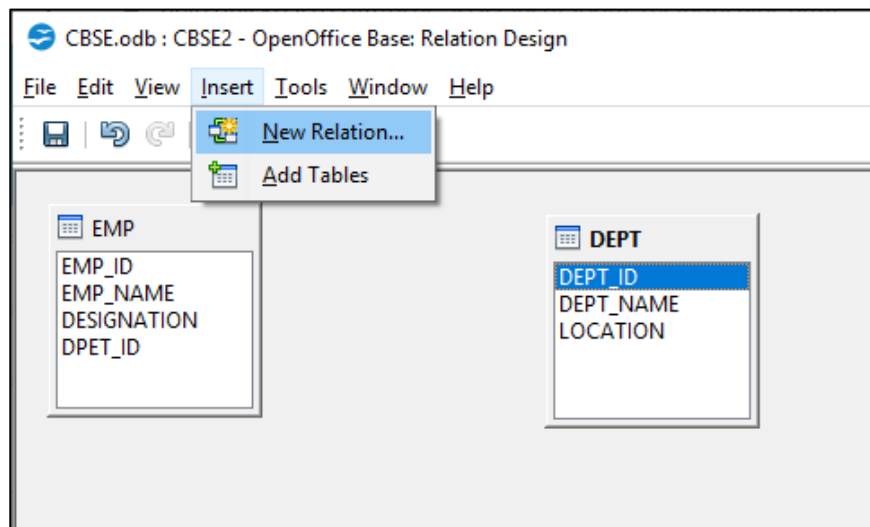 CBSE.odb : CBSE2 - OpenOffice Base: Relation Design
File Edit View Insert Tools Window Help
New Relation...
Add Tables
EMP
EMP_ID
EMP_NAME
DESIGNATION
DPET_ID
DEPT
DEPT_ID
DEPT_NAME
LOCATION